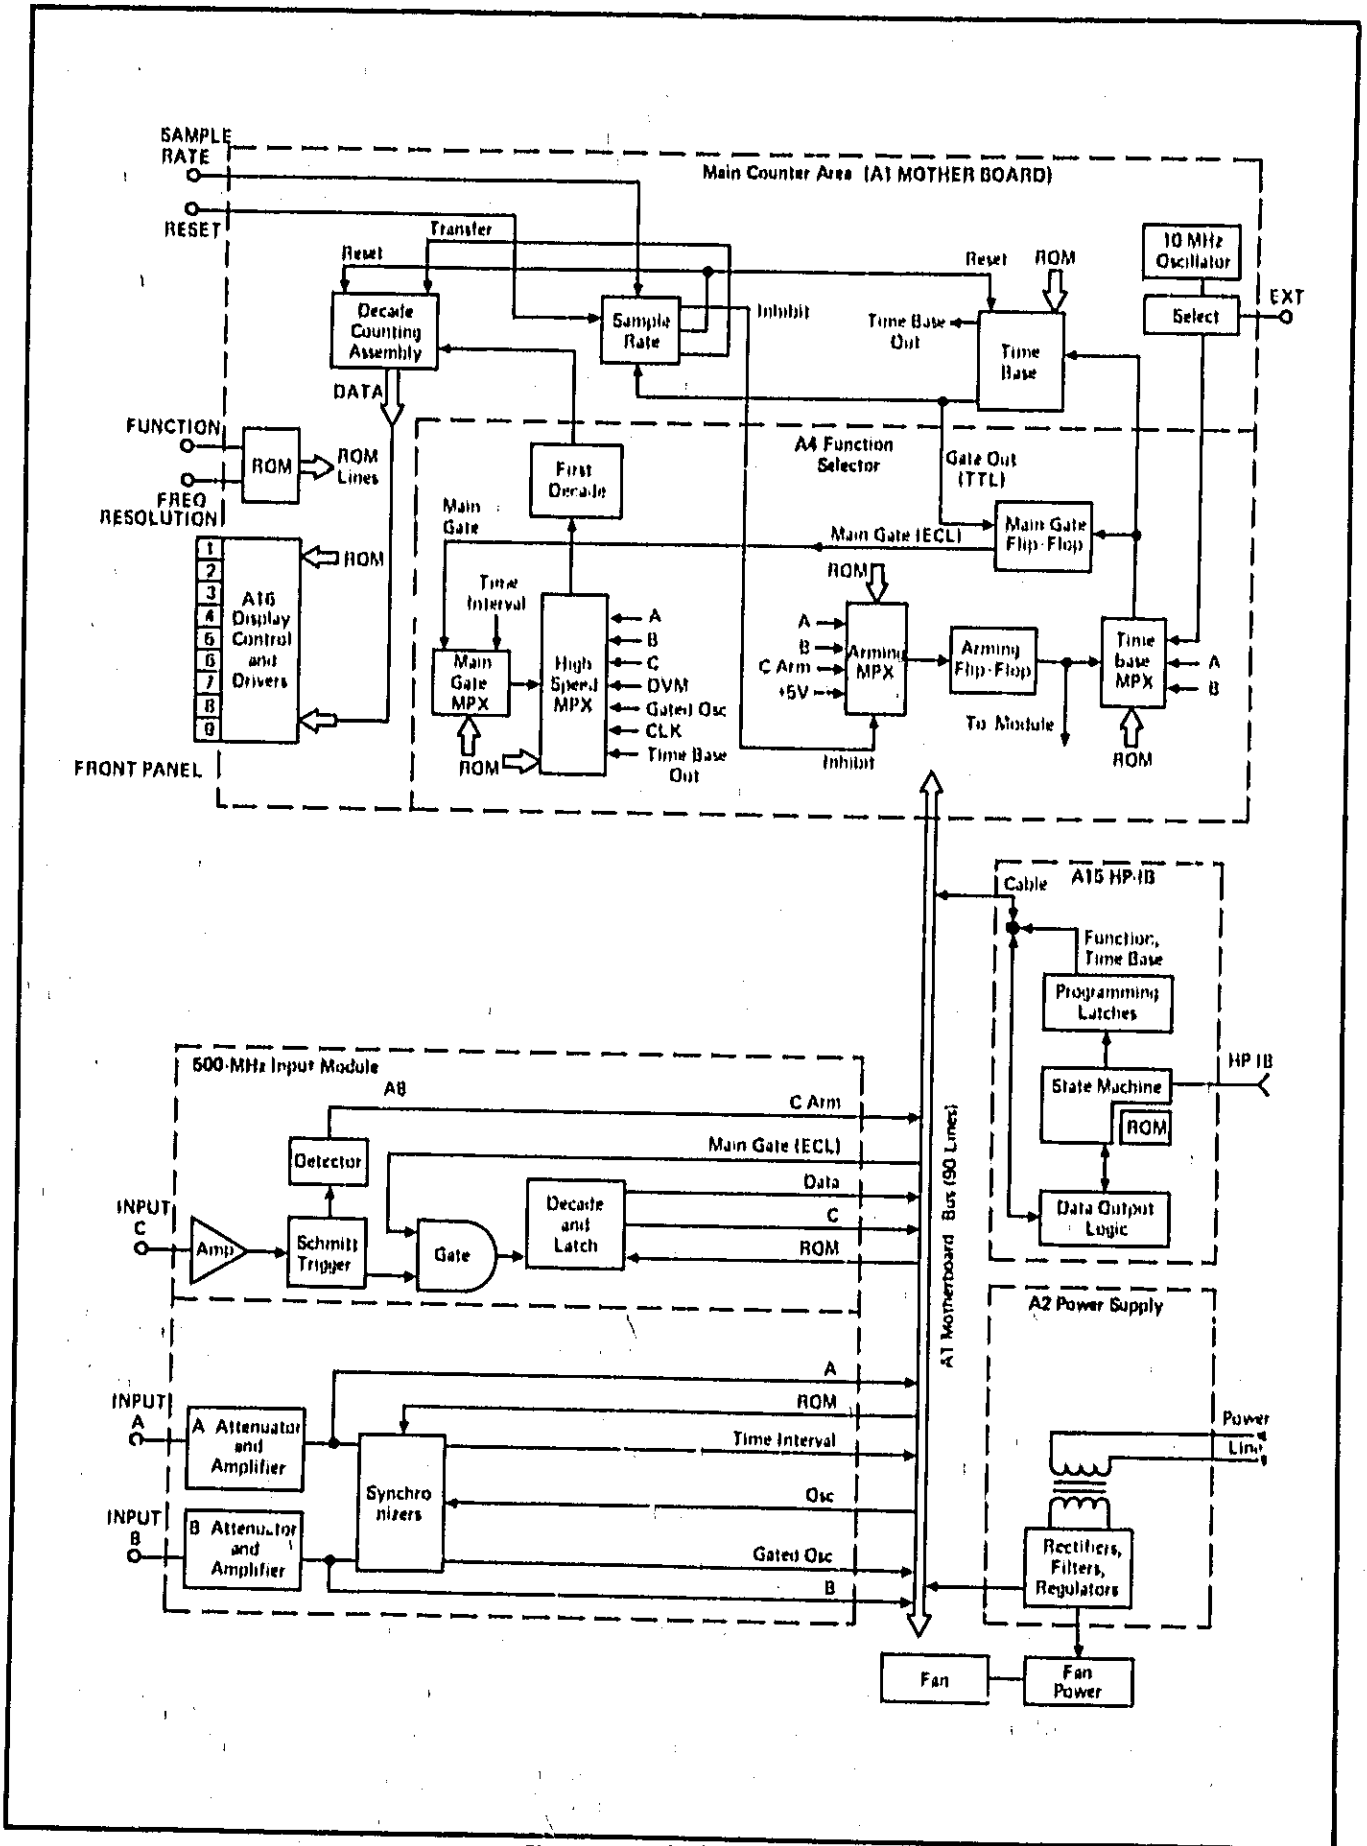 SAMPLE
RATE
Main Counter Area (A1 MOTHER BOARD)
RESET
Transfer
Reset
Reset
ROM
10 MHz
Oscillator
EXT
Select
Inhibit
Decade
Counting
Assembly
Sample
Rate
Time Base
Out
Time
Base
DATA
FUNCTION
ROM
ROM
Lines
FREQ
RESOLUTION
A4 Function
Selector
Gate Out
(TTL)
First
Decade
Main
Gate
Main Gate (ECL)
Main Gate
Flip-Flop
1
2
3
4
5
6
7
8
9
A16
Display
Control
and
Drivers
ROM
Time
Interval
ROM
Main
Gate
MPX
High
Speed
MPX
A
B
C
DVM
Gated Osc
CLK
Time Base
Out
ROM
A
B
C Arm
+5V
Arming
MPX
Arming
Flip-Flop
Time
base
MPX
A
B
To Module
Inhibit
ROM
FRONT PANEL
Cable
A15 HP-IB
Function,
Time Base
Programming
Latches
State Machine
ROM
HP IB
Data Output
Logic
500-MHz Input Module
A8
C Arm
Detector
Main Gate (ECL)
Data
C
ROM
INPUT
C
Amp
Schmitt
Trigger
Gate
Decade
and
Latch
A1 Motherboard Bus (90 Lines)
A2 Power Supply
A
ROM
Time Interval
Osc
Gated Osc
B
INPUT
A
A Attenuator
and
Amplifier
Synchro
nizers
INPUT
B
B Attenuator
and
Amplifier
Power
Line
Rectifiers,
Filters,
Regulators
Fan
Fan
Power